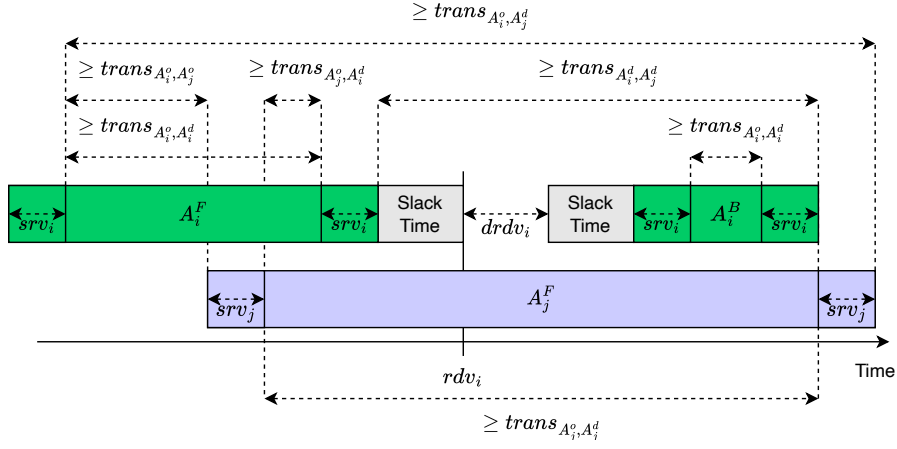 ≥ trans_{A_i^o,A_j^d}
≥ trans_{A_i^o,A_j^o}
≥ trans_{A_j^o,A_i^d}
≥ trans_{A_i^d,A_j^d}
≥ trans_{A_i^o,A_i^d}
≥ trans_{A_i^o,A_i^d}
srv_i
A_i^F
srv_i
Slack
Time
drdv_i
Slack
Time
srv_i
A_i^B
srv_i
srv_j
A_j^F
srv_j
Time
rdv_i
≥ trans_{A_j^o,A_j^d}